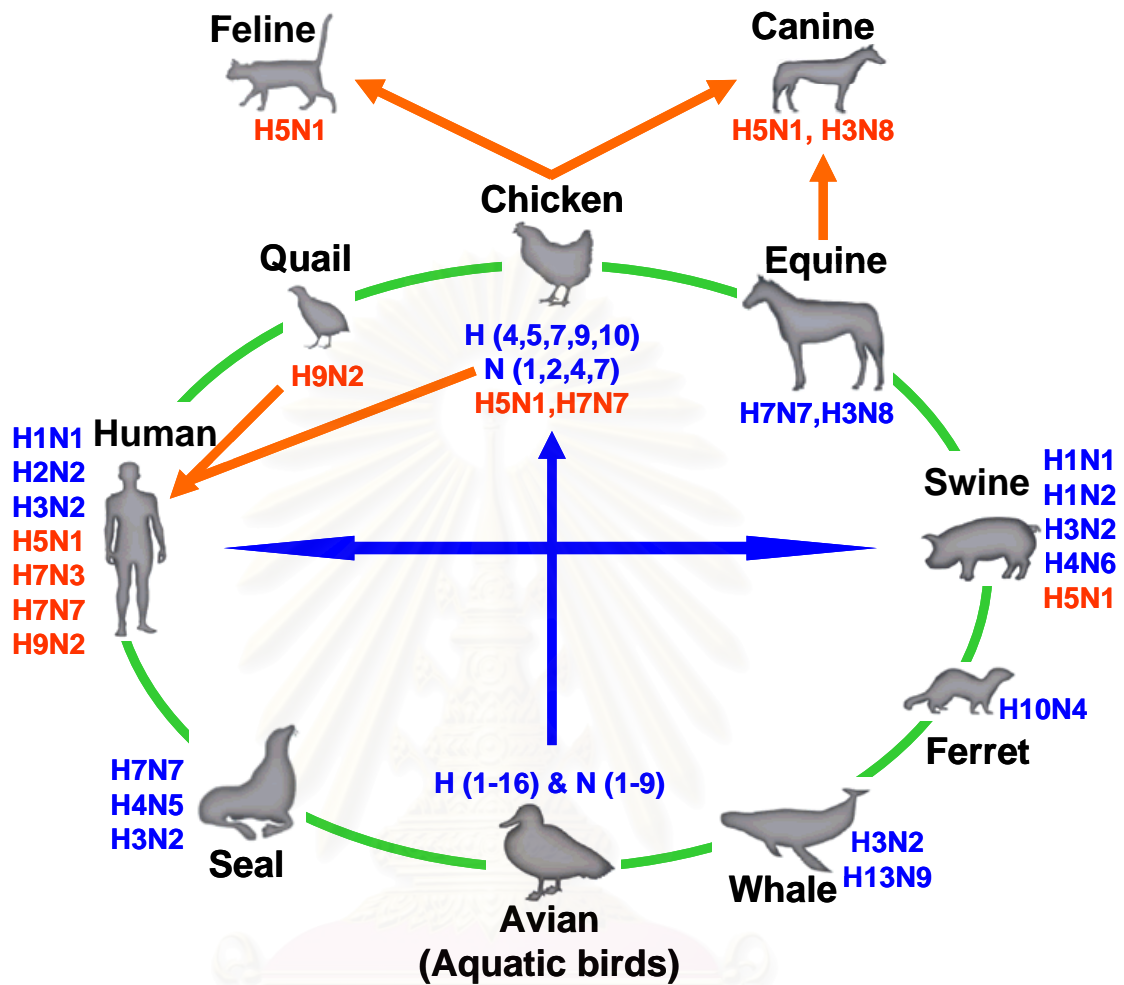 Feline
H5N1
Canine
H5N1, H3N8
Chicken
H (4,5,7,9,10)
N (1,2,4,7)
H5N1,H7N7
Quail
H9N2
Equine
H7N7,H3N8
Human
H1N1
H2N2
H3N2
H5N1
H7N3
H7N7
H9N2
Swine
H1N1
H1N2
H3N2
H4N6
H5N1
H10N4
Ferret
H7N7
H4N5
H3N2
Seal
H (1-16) & N (1-9)
Avian
(Aquatic birds)
H3N2
H13N9
Whale